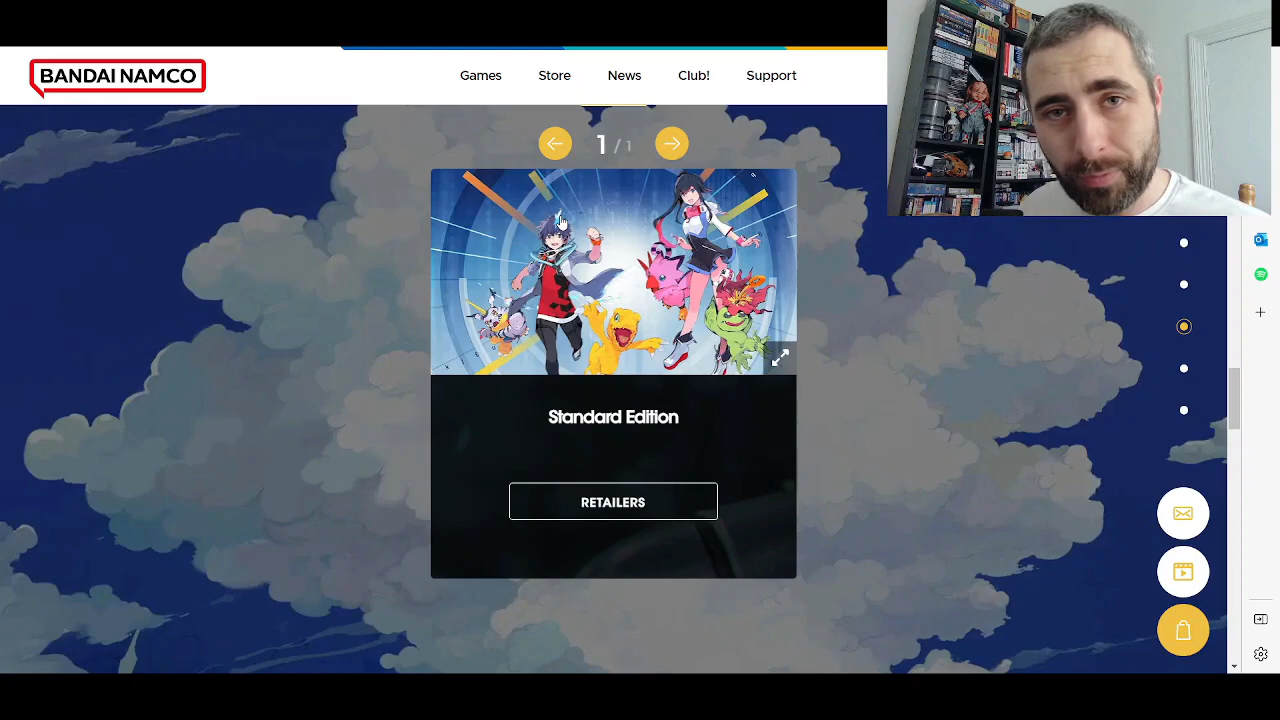 BANDAI NAMCO
Games Store News Club! Support
1 / 1
Standard Edition
RETAILERS